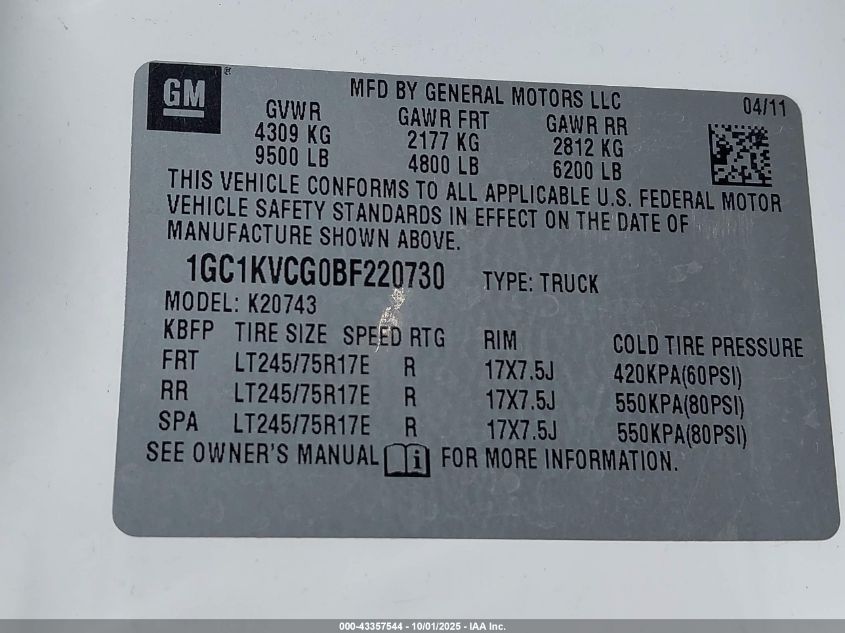 GM ®
MFD BY GENERAL MOTORS LLC 04/11
GVWR GAWR FRT GAWR RR
4309 KG 2177 KG 2812 KG
9500 LB 4800 LB 6200 LB
THIS VEHICLE CONFORMS TO ALL APPLICABLE U.S. FEDERAL MOTOR
VEHICLE SAFETY STANDARDS IN EFFECT ON THE DATE OF
MANUFACTURE SHOWN ABOVE.
1GC1KVCG0BF220730 TYPE: TRUCK
MODEL: K20743
KBFP TIRE SIZE SPEED RTG RIM COLD TIRE PRESSURE
FRT LT245/75R17E R 17X7.5J 420KPA(60PSI)
RR LT245/75R17E R 17X7.5J 550KPA(80PSI)
SPA LT245/75R17E R 17X7.5J 550KPA(80PSI)
SEE OWNER'S MANUAL i FOR MORE INFORMATION.
000-43357544 - 10/01/2025 - IAA Inc.